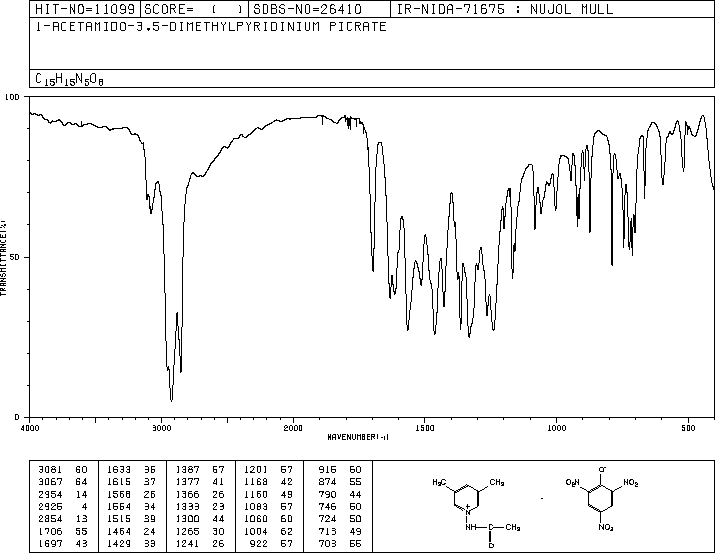 HIT-NO=11099 SCORE= ( ) SDBS-NO=26410 IR-NIDA-71675 : NUJOL MULL
1-ACETAMIDO-3,5-DIMETHYLPYRIDINIUM PICRATE
C15H15N5O8
100
50
0
TRANSMITTANCE(%)
4000 3000 2000 1500 1000 500
WAVENUMBER(-1)
3081 60 1633 36 1387 67 1201 57 916 60
3067 64 1615 37 1377 41 1168 42 874 55
2954 14 1568 26 1366 26 1160 49 790 44
2925 4 1564 34 1333 23 1083 57 746 50
2854 13 1515 39 1300 44 1060 60 724 50
1706 55 1464 24 1265 30 1004 62 713 49
1697 43 1429 33 1241 26 922 57 703 55
H3C CH3
N+
NH C CH3
O
O-
O2N NO2
NO2